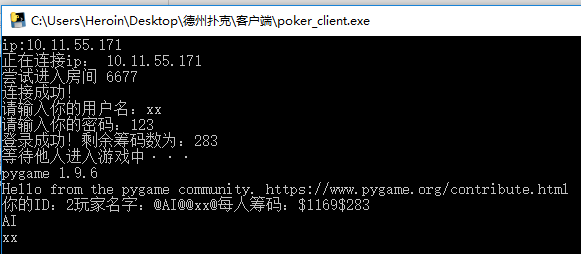 C:\Users\Heroin\Desktop\德州扑克\客户端\poker_client.exe
ip:10.11.55.171
正在连接ip： 10.11.55.171
尝试进入房间 6677
连接成功！
请输入你的用户名：xx
请输入你的密码：123
登录成功！剩余筹码数为：283
等待他人进入游戏中···
pygame 1.9.6
Hello from the pygame community. https://www.pygame.org/contribute.html
你的ID：2玩家名字：@AI@@xx@每人筹码：$1169$283
AI
xx